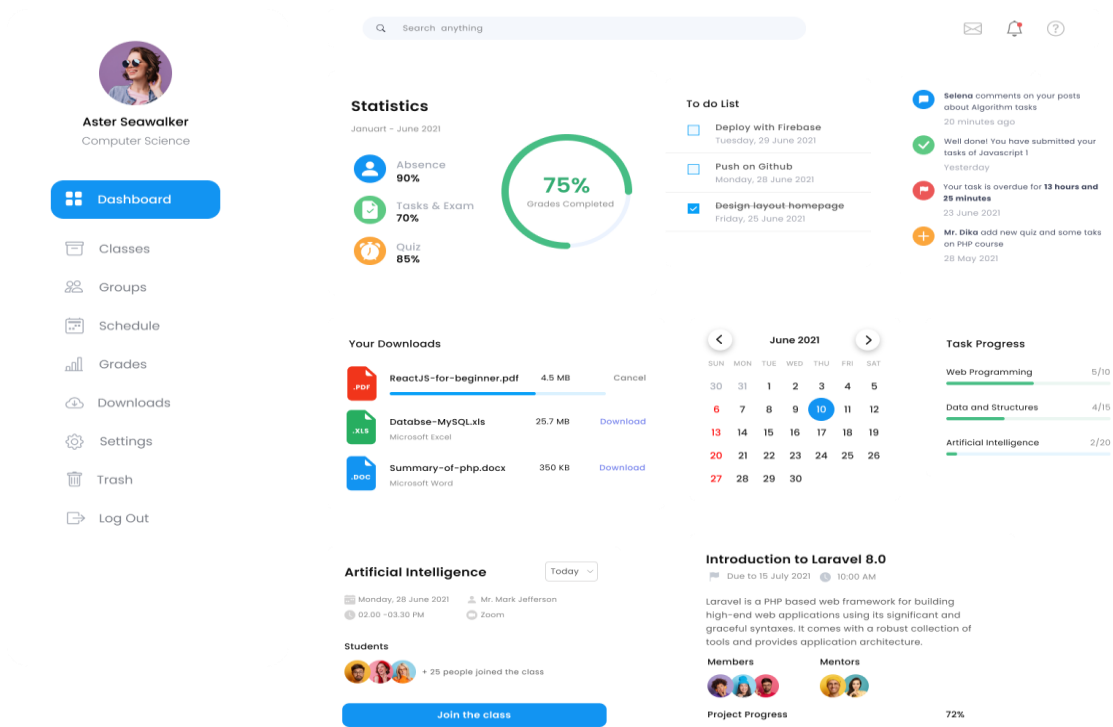 Search anything
Aster Seawalker
Computer Science
Dashboard
Classes
Groups
Schedule
Grades
Downloads
Settings
Trash
Log Out
Statistics
Januart - June 2021
Absence
90%
Tasks & Exam
70%
Quiz
85%
75%
Grades Completed
To do List
Deploy with Firebase
Tuesday, 29 June 2021
Push on Github
Monday, 28 June 2021
Design layout homepage
Friday, 25 June 2021
Selena comments on your posts
about Algorithm tasks
20 minutes ago
Well done! You have submitted your
tasks of Javascript 1
Yesterday
Your task is overdue for 13 hours and
25 minutes
23 June 2021
Mr. Dika add new quiz and some taks
on PHP course
28 May 2021
Your Downloads
.PDF
ReactJS-for-beginner.pdf 4.5 MB Cancel
.XLS
Databse-MySQL.xls 25.7 MB Download
Microsoft Excel
.DOC
Summary-of-php.docx 350 KB Download
Microsoft Word
June 2021
SUN MON TUE WED THU FRI SAT
30 31 1 2 3 4 5
6 7 8 9 10 11 12
13 14 15 16 17 18 19
20 21 22 23 24 25 26
27 28 29 30
Task Progress
Web Programming 5/10
Data and Structures 4/15
Artificial Intelligence 2/20
Artificial Intelligence Today
Monday, 28 June 2021 Mr. Mark Jefferson
02.00 -03.30 PM Zoom
Students
+ 25 people joined the class
Join the class
Introduction to Laravel 8.0
Due to 15 July 2021 10:00 AM
Laravel is a PHP based web framework for building
high-end web applications using its significant and
graceful syntaxes. It comes with a robust collection of
tools and provides application architecture.
Members Mentors
Project Progress 72%